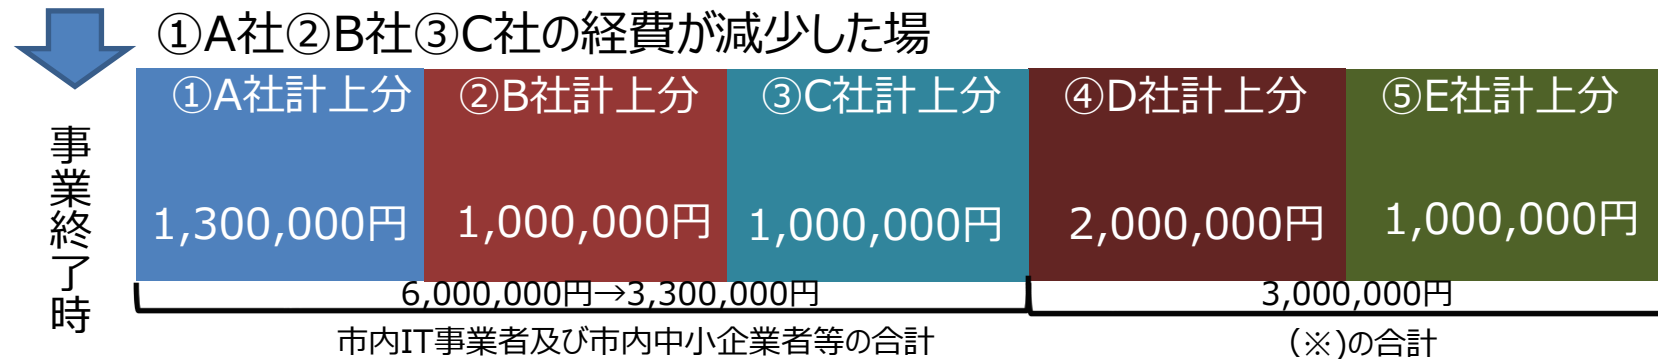 ①A社②B社③C社の経費が減少した場
①A社計上分 ②B社計上分 ③C社計上分 ④D社計上分 ⑤E社計上分
事業終了時
1,300,000円 1,000,000円 1,000,000円 2,000,000円 1,000,000円
6,000,000円→3,300,000円 3,000,000円
市内IT事業者及び市内中小企業者等の合計 (※)の合計